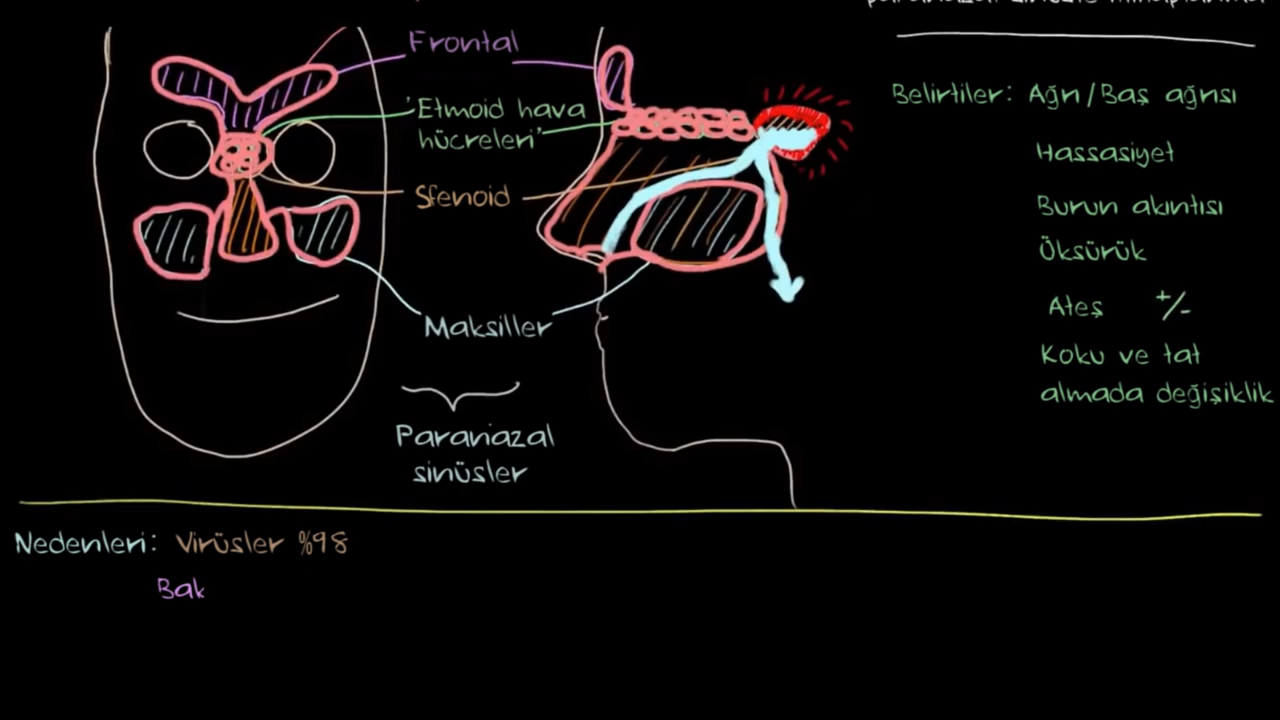 Frontal
"Etmoid hava
hücreleri"
Sfenoid
Maksiller
Paranazal
sinüsler
Belirtiler: Ağrı/Baş ağrısı
Hassasiyet
Burun akıntısı
Öksürük
Ateş +/-
Koku ve tat
almada değişiklik
Nedenleri: Virüsler %98
Bak